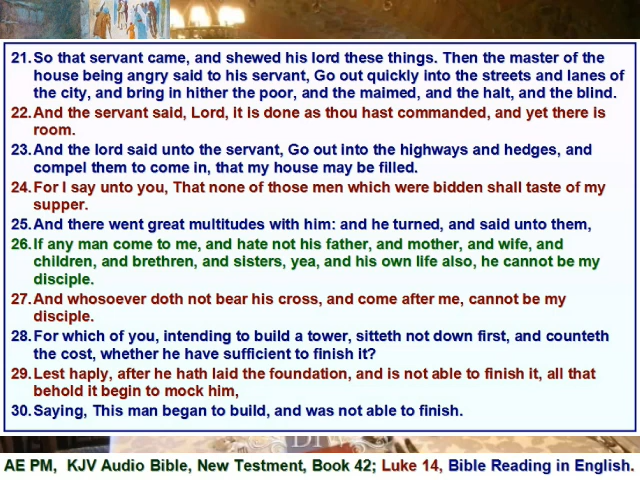 21. So that servant came, and shewed his lord these things. Then the master of the
house being angry said to his servant, Go out quickly into the streets and lanes of
the city, and bring in hither the poor, and the maimed, and the halt, and the blind.
22. And the servant said, Lord, it is done as thou hast commanded, and yet there is
room.
23. And the lord said unto the servant, Go out into the highways and hedges, and
compel them to come in, that my house may be filled.
24. For I say unto you, That none of those men which were bidden shall taste of my
supper.
25. And there went great multitudes with him: and he turned, and said unto them,
26. If any man come to me, and hate not his father, and mother, and wife, and
children, and brethren, and sisters, yea, and his own life also, he cannot be my
disciple.
27. And whosoever doth not bear his cross, and come after me, cannot be my
disciple.
28. For which of you, intending to build a tower, sitteth not down first, and counteth
the cost, whether he have sufficient to finish it?
29. Lest haply, after he hath laid the foundation, and is not able to finish it, all that
behold it begin to mock him,
30. Saying, This man began to build, and was not able to finish.
AE PM, KJV Audio Bible, New Testment, Book 42; Luke 14, Bible Reading in English.